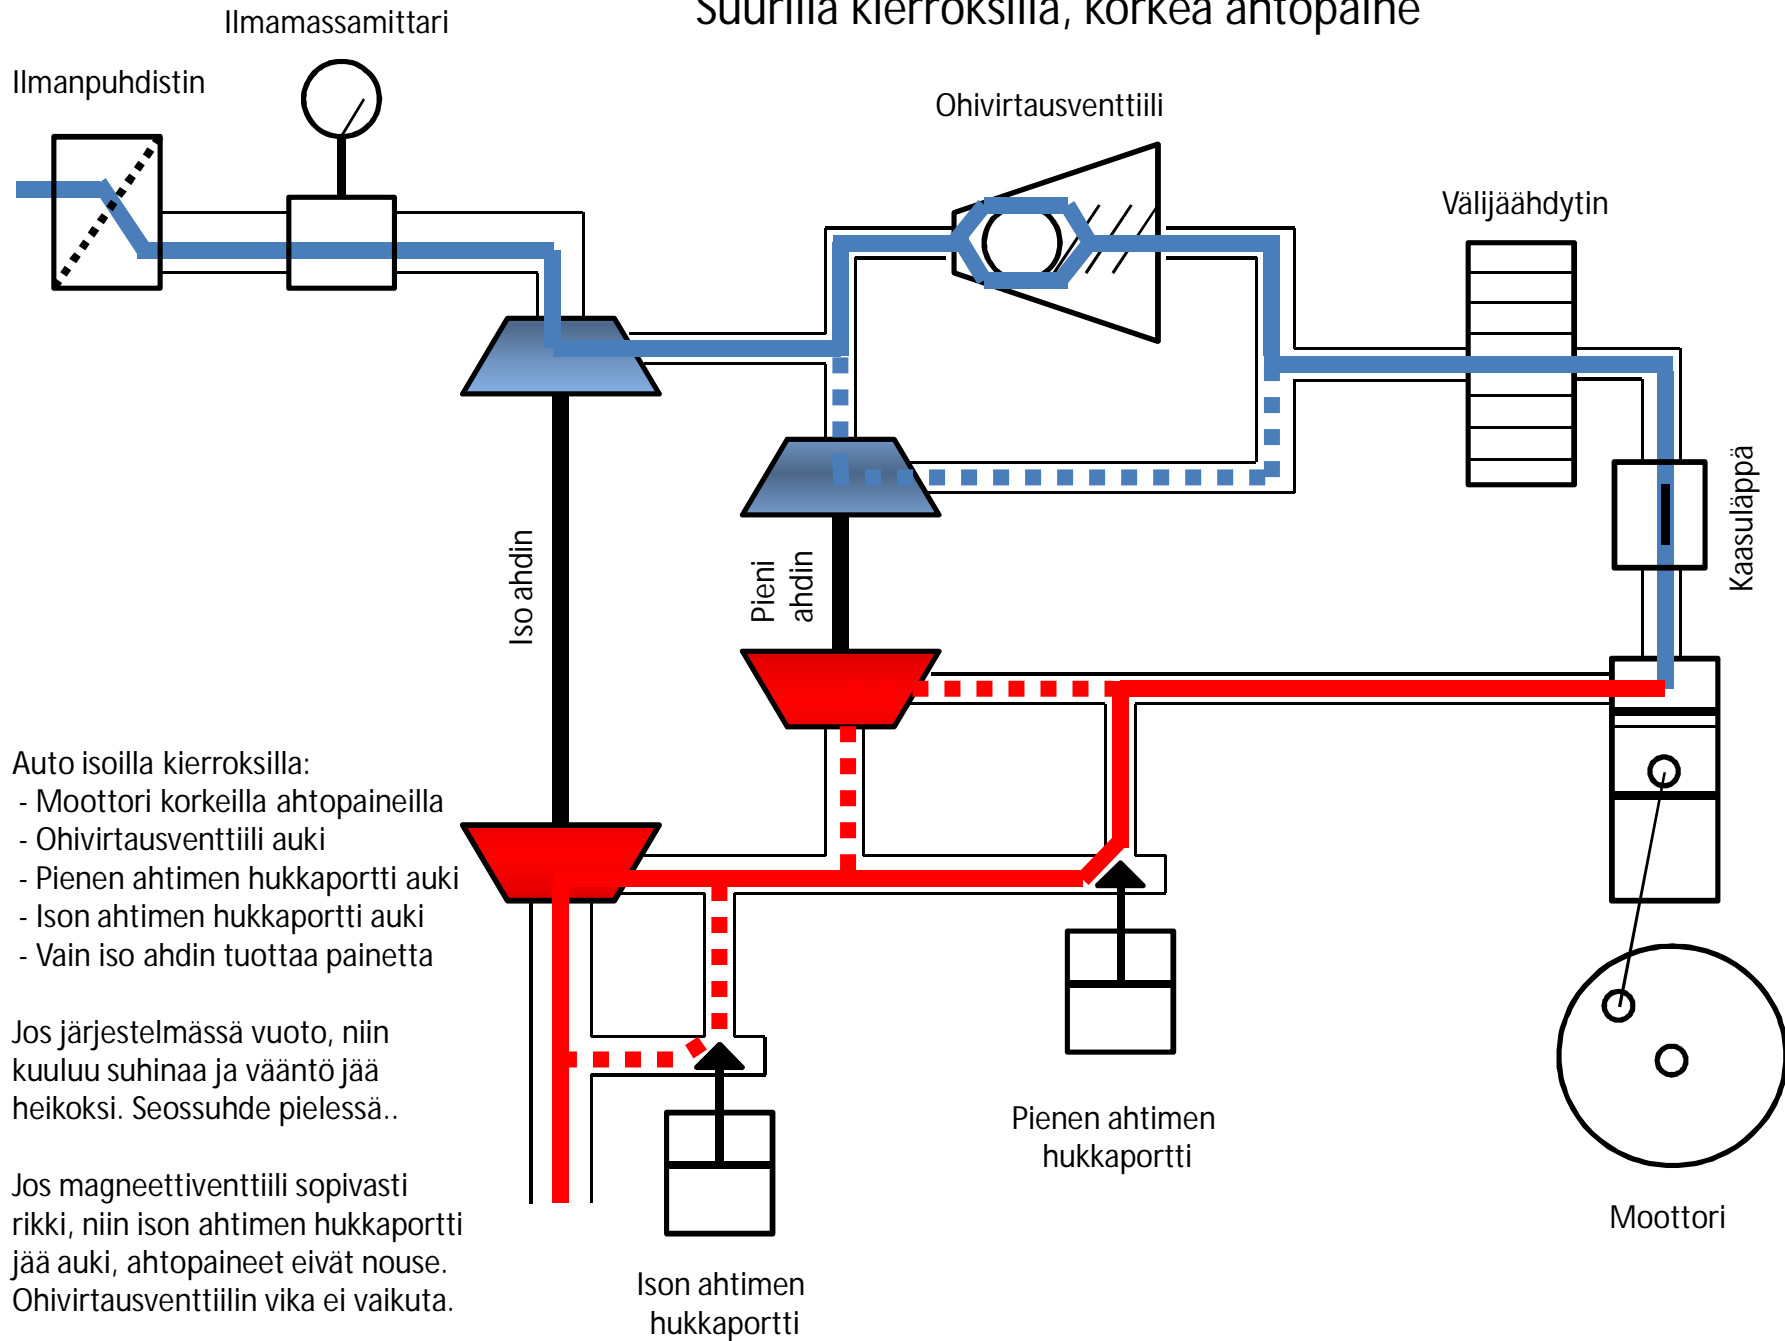 Suurilla kierroksilla, korkea ahtopaine
Ilmamassamittari
Ilmanpuhdistin
Ohivirtausventtiili
Välijäähdytin
Kaasuläppä
Iso ahdin
Pieni
ahdin
Auto isoilla kierroksilla:
- Moottori korkeilla ahtopaineilla
- Ohivirtausventtiili auki
- Pienen ahtimen hukkaportti auki
- Ison ahtimen hukkaportti auki
- Vain iso ahdin tuottaa painetta
Jos järjestelmässä vuoto, niin
kuuluu suhinaa ja vääntö jää
heikoksi. Seossuhde pielessä..
Jos magneettiventtiili sopivasti
rikki, niin ison ahtimen hukkaportti
jää auki, ahtopaineet eivät nouse.
Ohivirtausventtiilin vika ei vaikuta.
Pienen ahtimen
hukkaportti
Ison ahtimen
hukkaportti
Moottori